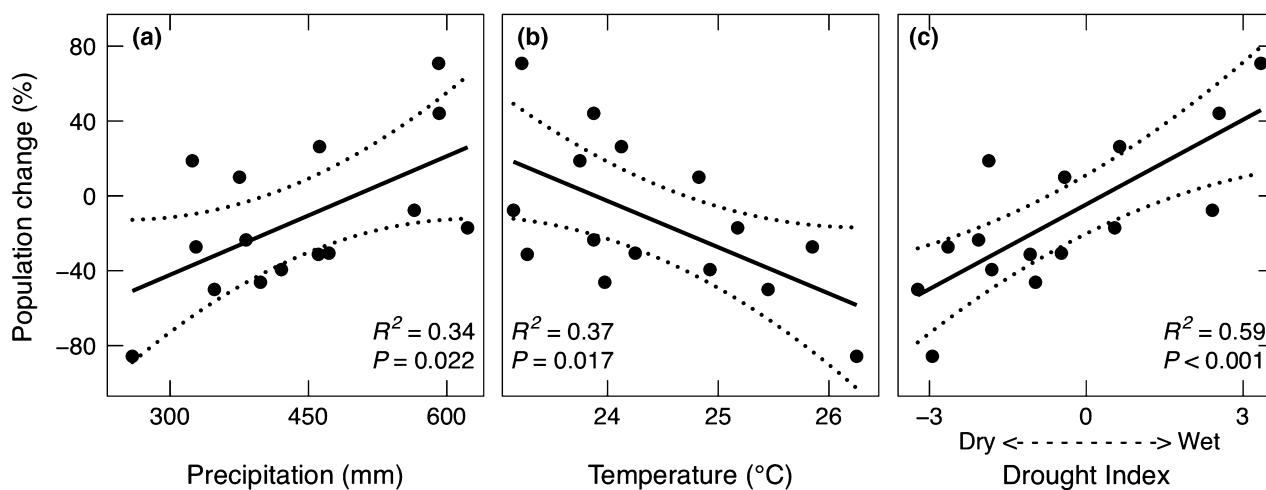 (a)
(b)
(c)
Population change (%)
80
40
0
−40
−80
R² = 0.34
P = 0.022
R² = 0.37
P = 0.017
R² = 0.59
P < 0.001
300 450 600
24 25 26
−3 0 3
Dry <- - - - - - - - - - -> Wet
Precipitation (mm)
Temperature (°C)
Drought Index